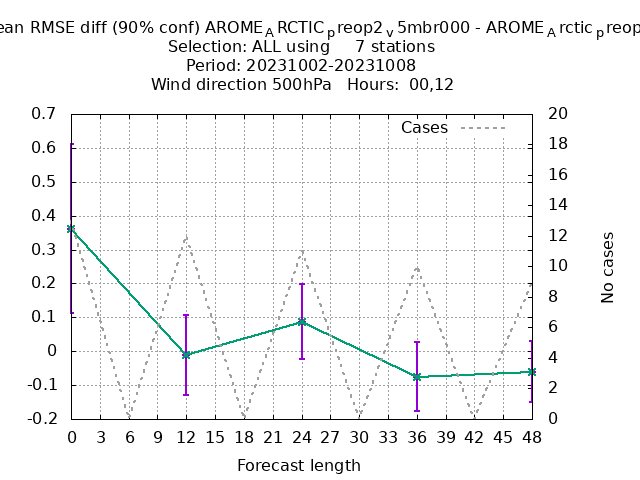 ean RMSE diff (90% conf) AROME A RCTIC p reop2 v 5mbr000 - AROME A rctic p reop
Selection: ALL using 7 stations
Period: 20231002-20231008
Wind direction 500hPa Hours: 00,12
Cases
0.7
0.6
0.5
0.4
0.3
0.2
0.1
0
-0.1
-0.2
20
18
16
14
12
10
8
6
4
2
0
No cases
0 3 6 9 12 15 18 21 24 27 30 33 36 39 42 45 48
Forecast length